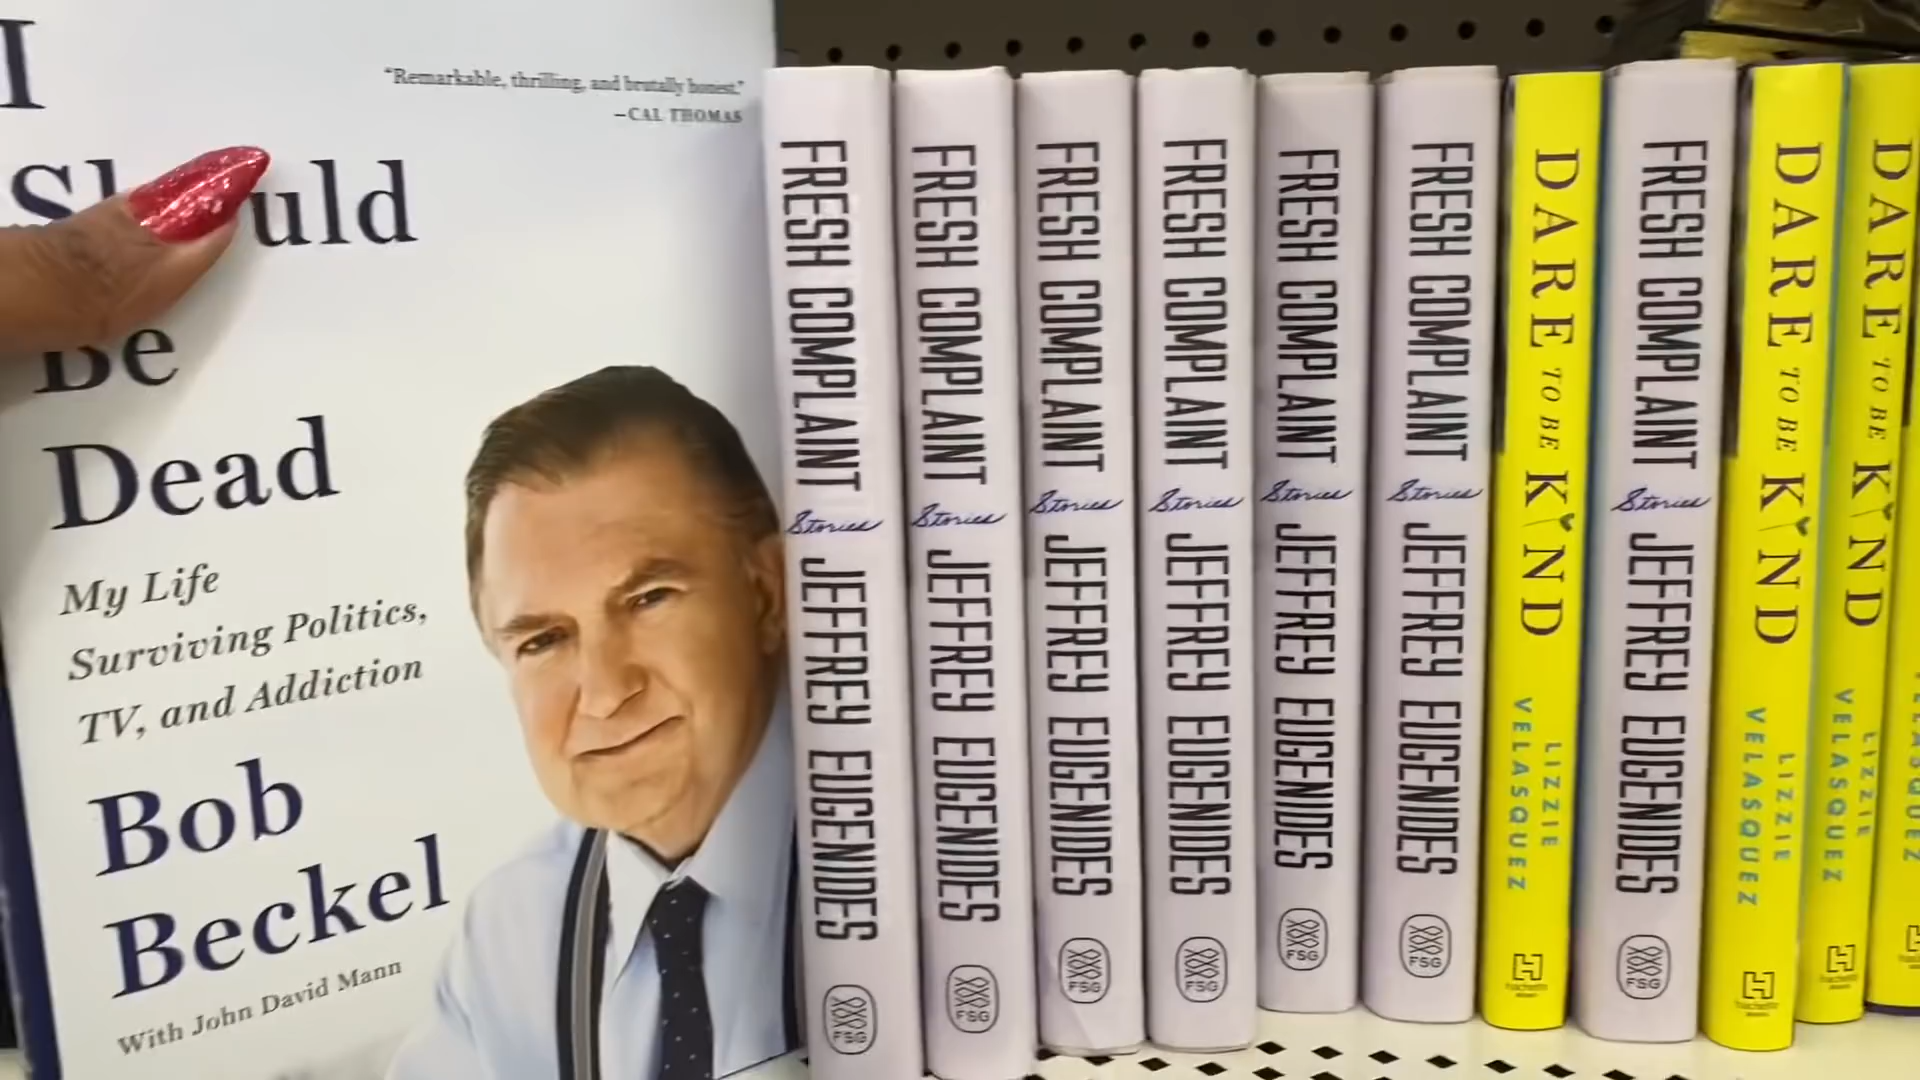 "Remarkable, thrilling, and brutally honest."
—CAL THOMAS
I
Should
Be
Dead
My Life
Surviving Politics,
TV, and Addiction
Bob
Beckel
With John David Mann
FRESH COMPLAINT Stories JEFFREY EUGENIDES FSG
FRESH COMPLAINT Stories JEFFREY EUGENIDES FSG
FRESH COMPLAINT Stories JEFFREY EUGENIDES FSG
FRESH COMPLAINT Stories JEFFREY EUGENIDES FSG
FRESH COMPLAINT Stories JEFFREY EUGENIDES FSG
FRESH COMPLAINT Stories JEFFREY EUGENIDES FSG
DARE TO BE KIND LIZZIE VELASQUEZ hachette
FRESH COMPLAINT Stories JEFFREY EUGENIDES FSG
DARE TO BE KIND LIZZIE VELASQUEZ hachette
DARE TO BE KIND LIZZIE VELASQUEZ hachette